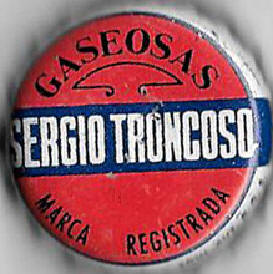 GASEOSAS
SERGIO TRONCOSO
MARCA REGISTRADA